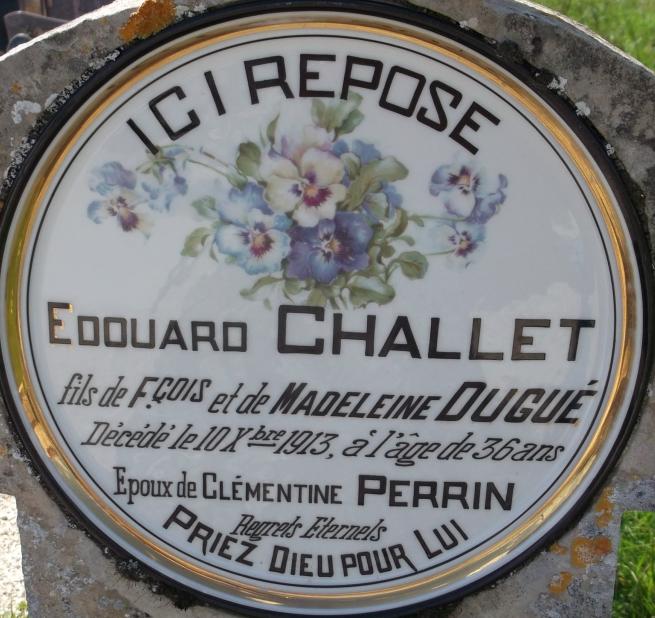 ICI REPOSE
EDOUARD CHALLET
fils de F.çois et de MADELEINE DUGUÉ
Décédé le 10 Xbre 1913, à l'âge de 36 ans
Epoux de CLÉMENTINE PERRIN
Regrets Eternels
PRIEZ DIEU POUR LUI